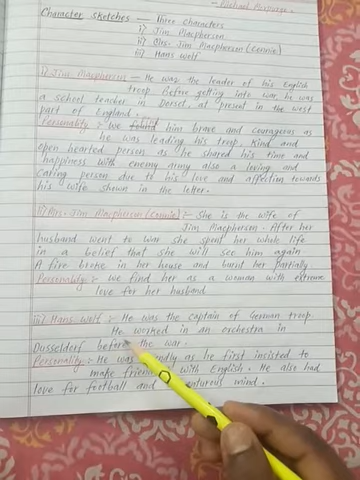 - Michael Morpurgo.
Character sketches — Three characters
i) Jim Macpherson
ii) Mrs. Jim Macpherson (Connie)
iii) Hans Wolf
i) Jim Macpherson — He was the leader of his English
troop Before getting into war, he was
a school teacher in Dorset, at present in the west
part of England.
Personality :- We found him brave and courageous as
he was leading his troop, Kind and
open hearted person as he shared his time and
happiness with enemy army also a loving and
Caring person due to his love and affection towards
his wife shown in the letter.
ii) Mrs. Jim Macpherson (Connie) :- She is the wife of
Jim Macpherson. After her
husband went to war she spent her whole life
in a belief that she will see him again
A fire broke in her house and burnt her partially.
Personality :- we find her as a woman with extreme
love for her husband
iii) Hans Wolf :- He was the captain of German troop.
He worked in an orchestra in
Dusseldorf before the war.
Personality :- He was as he first insisted to
make with English. He also had
love for football and mind.